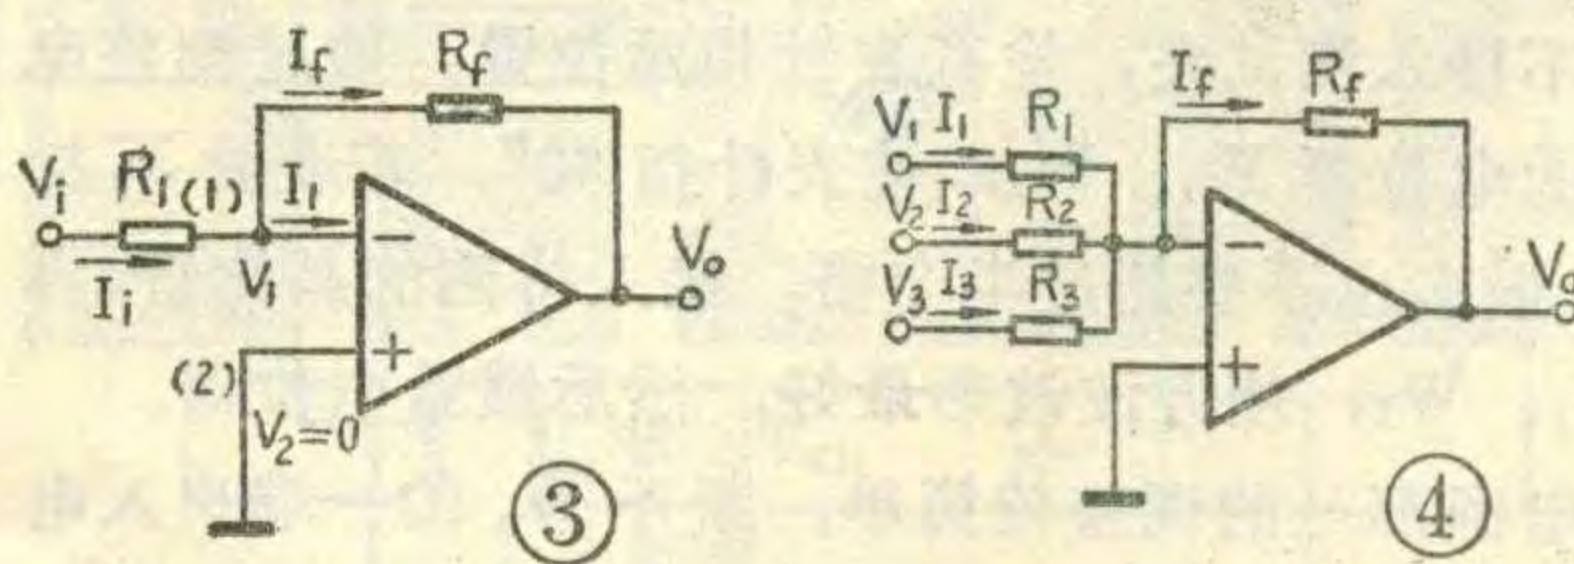 If Rf
Vi R1(1) I1
Ii V1
−
+
(2)
V2=0
Vo
③
If Rf
V1 I1 R1
V2 I2 R2
V3 I3 R3
−
+
Vo
④